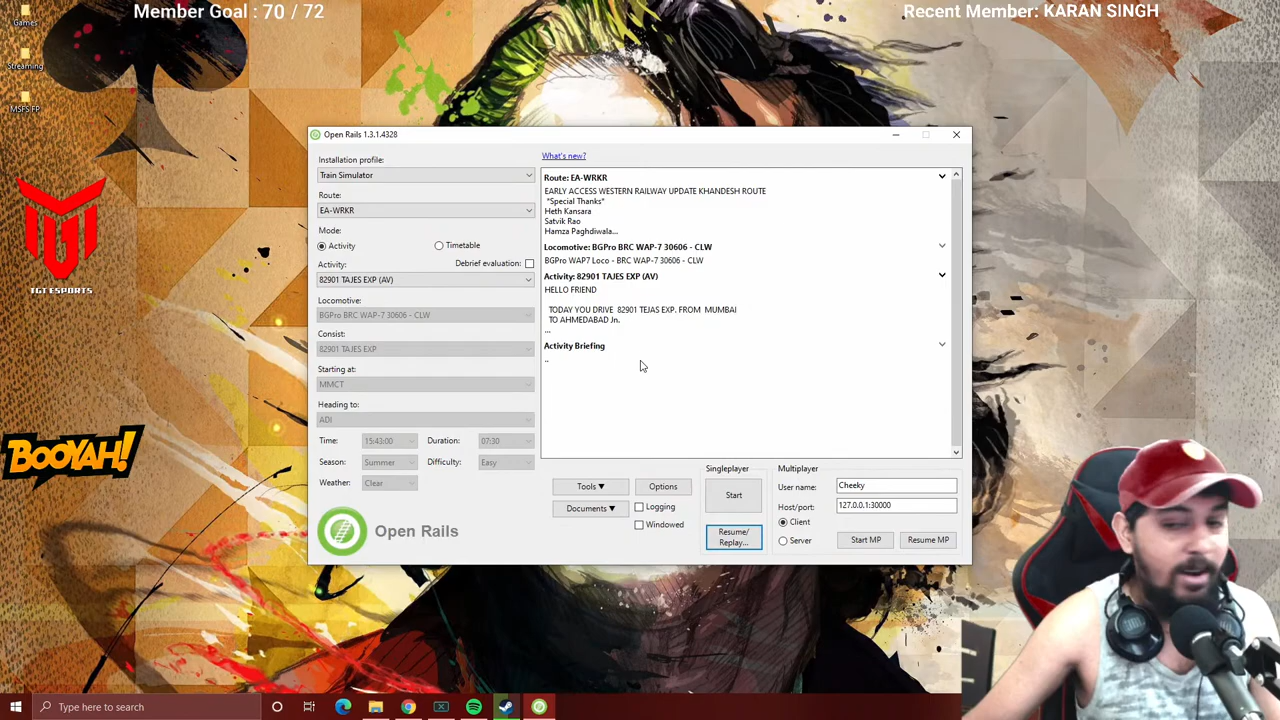 Member Goal : 70 / 72
Recent Member: KARAN SINGH
Games
Streaming
MSFS FP
TGT ESPORTS
BOOYAH!
Open Rails 1.3.1.4328
Installation profile:
Train Simulator
Route:
EA-WRKR
Mode:
Activity
Timetable
Activity:
Debrief evaluation:
82901 TAJES EXP (AV)
Locomotive:
BGPro BRC WAP-7 30606 - CLW
Consist:
82901 TAJES EXP
Starting at:
MMCT
Heading to:
ADI
Time:
15:43:00
Duration:
07:30
Season:
Summer
Difficulty:
Easy
Weather:
Clear
Open Rails
What's new?
Route: EA-WRKR
EARLY ACCESS WESTERN RAILWAY UPDATE KHANDESH ROUTE
*Special Thanks*
Heth Kansara
Satvik Rao
Hamza Paghdiwala...
Locomotive: BGPro BRC WAP-7 30606 - CLW
BGPro WAP7 Loco - BRC WAP-7 30606 - CLW
Activity: 82901 TAJES EXP (AV)
HELLO FRIEND
TODAY YOU DRIVE 82901 TEJAS EXP. FROM MUMBAI
TO AHMEDABAD Jn.
...
Activity Briefing
..
Tools ▼
Options
Documents ▼
Logging
Windowed
Singleplayer
Start
Resume/
Replay...
Multiplayer
User name:
Cheeky
Host/port:
127.0.0.1:30000
Client
Server
Start MP
Resume MP
Type here to search